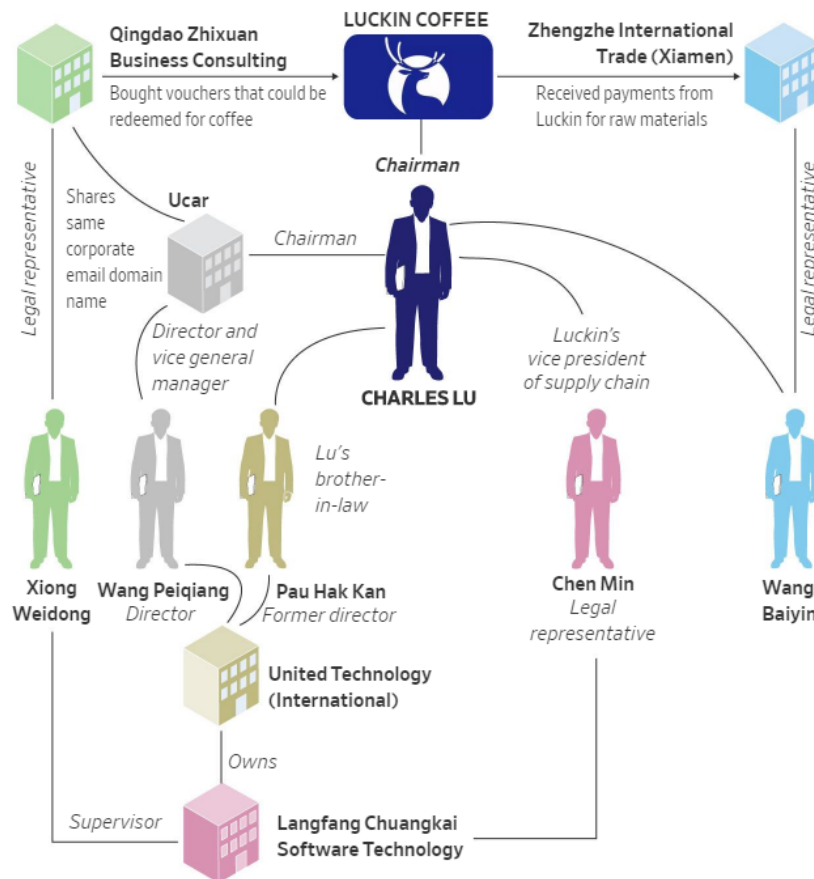 LUCKIN COFFEE
Qingdao Zhixuan
Business Consulting
Bought vouchers that could be
redeemed for coffee
Zhengzhe International
Trade (Xiamen)
Received payments from
Luckin for raw materials
Chairman
Legal representative
Shares
same
corporate
email domain
name
Ucar
Chairman
Director and
vice general
manager
CHARLES LU
Luckin's
vice president
of supply chain
Legal representative
Lu's
brother-
in-law
Xiong
Weidong
Wang Peiqiang
Director
Pau Hak Kan
Former director
Chen Min
Legal
representative
Wang
Baiyin
United Technology
(International)
Owns
Supervisor
Langfang Chuangkai
Software Technology